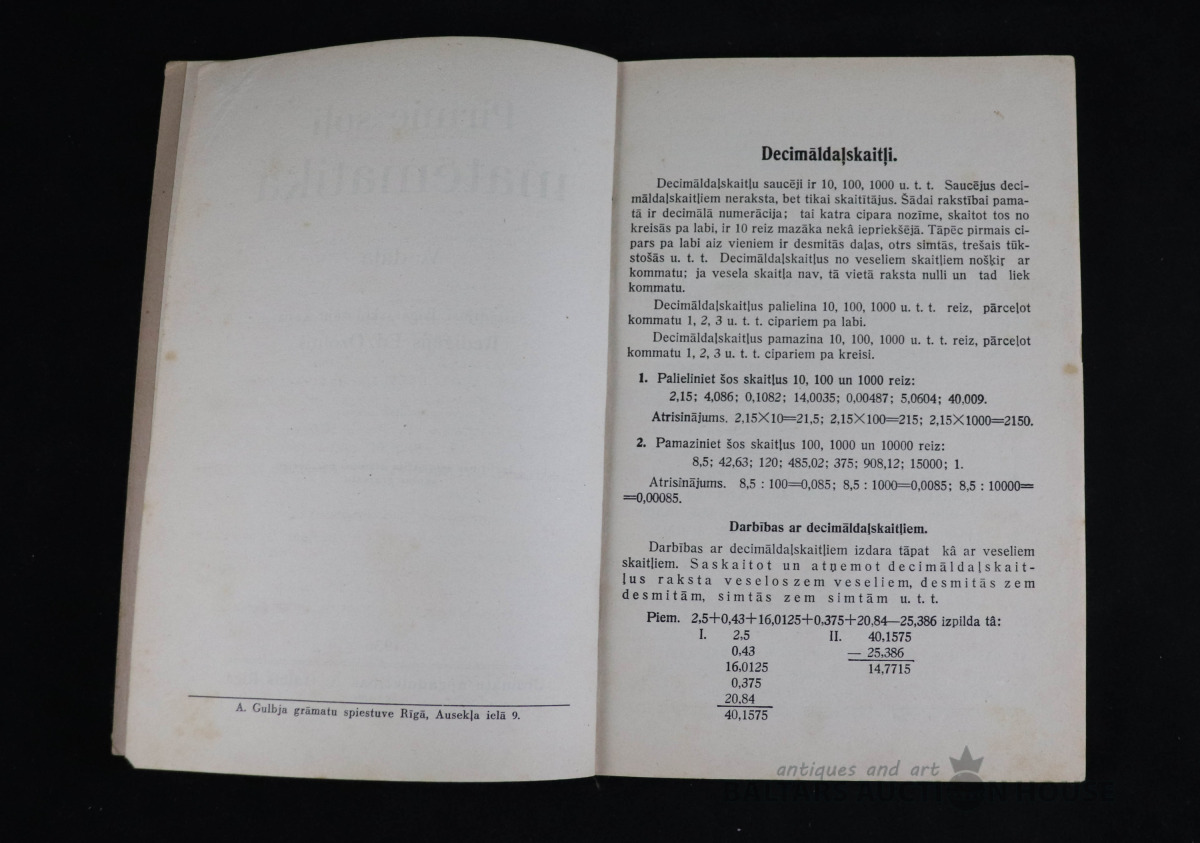 A. Gulbja grāmatu spiestuve Rīgā, Ausekļa ielā 9.
Decimāldaļskaitļi.
Decimāldaļskaitļu saucēji ir 10, 100, 1000 u. t. t. Saucējus deci-
māldaļskaitļiem neraksta, bet tikai skaitītājus. Šādai rakstībai pama-
tā ir decimālā numerācija; tai katra cipara nozīme, skaitot tos no
kreisās pa labi, ir 10 reiz mazāka nekâ iepriekšējā. Tāpēc pirmais ci-
pars pa labi aiz vieniem ir desmitās daļas, otrs simtās, trešais tūk-
stošās u. t. t. Decimāldaļskaitļus no veseliem skaitļiem nošķiŗ ar
kommatu; ja vesela skaitļa nav, tā vietā raksta nulli un tad liek
kommatu.
Decimāldaļskaitļus palielina 10, 100, 1000 u. t. t. reiz, pārceļot
kommatu 1, 2, 3 u. t. t. cipariem pa labi.
Decimāldaļskaitļus pamazina 10, 100, 1000 u. t. t. reiz, pārceļot
kommatu 1, 2, 3 u. t. t. cipariem pa kreisi.
1. Palieliniet šos skaitļus 10, 100 un 1000 reiz:
2,15; 4,086; 0,1082; 14,0035; 0,00487; 5,0604; 40,009.
Atrisinājums. 2,15×10=21,5; 2,15×100=215; 2,15×1000=2150.
2. Pamaziniet šos skaitļus 100, 1000 un 10000 reiz:
8,5; 42,63; 120; 485,02; 375; 908,12; 15000; 1.
Atrisinājums. 8,5 : 100=0,085; 8,5 : 1000=0,0085; 8,5 : 10000=
=0,00085.
Darbības ar decimāldaļskaitļiem.
Darbības ar decimāldaļskaitļiem izdara tāpat kâ ar veseliem
skaitļiem. Saskaitot un atņemot decimāldaļskait-
ļus raksta veselos zem veseliem, desmitās zem
desmitām, simtās zem simtām u. t. t.
Piem. 2,5+0,43+16,0125+0,375+20,84—25,386 izpilda tâ:
I. 2,5 II. 40,1575
0,43 — 25,386
16,0125 14,7715
0,375
20,84
40,1575
antiques and art
BALTARS AUCTION HOUSE